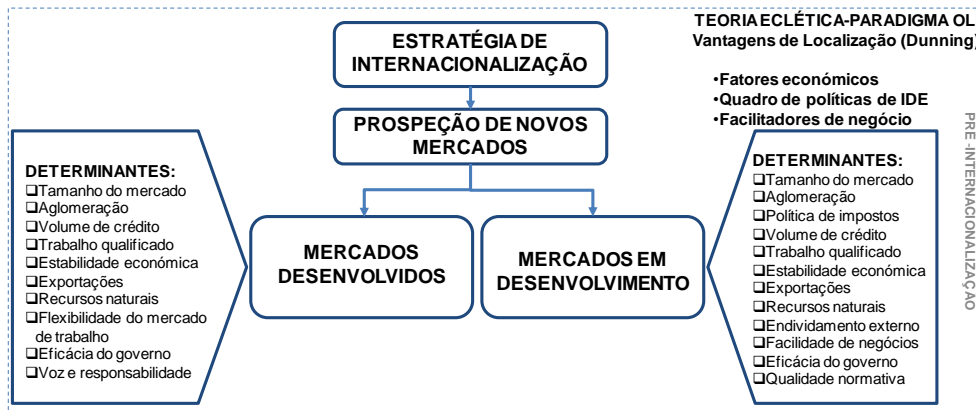 TEORIA ECLÉTICA-PARADIGMA OL
Vantagens de Localização (Dunning)
•Fatores económicos
•Quadro de políticas de IDE
•Facilitadores de negócio
ESTRATÉGIA DE
INTERNACIONALIZAÇÃO
PROSPEÇÃO DE NOVOS
MERCADOS
MERCADOS
DESENVOLVIDOS
MERCADOS EM
DESENVOLVIMENTO
DETERMINANTES:
❑Tamanho do mercado
❑Aglomeração
❑Volume de crédito
❑Trabalho qualificado
❑Estabilidade económica
❑Exportações
❑Recursos naturais
❑Flexibilidade do mercado
de trabalho
❑Eficácia do governo
❑Voz e responsabilidade
DETERMINANTES:
❑Tamanho do mercado
❑Aglomeração
❑Política de impostos
❑Volume de crédito
❑Trabalho qualificado
❑Estabilidade económica
❑Exportações
❑Recursos naturais
❑Endividamento externo
❑Facilidade de negócios
❑Eficácia do governo
❑Qualidade normativa
PRE -INTERNACIONALIZAÇAO